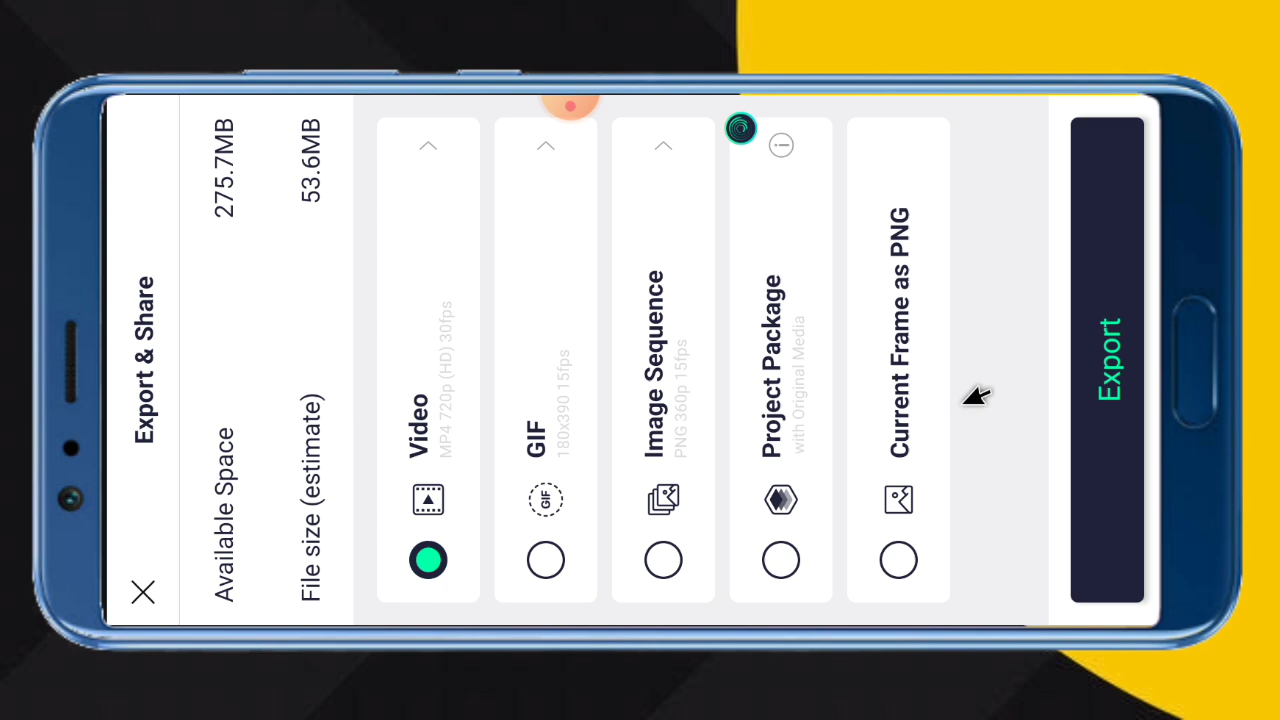 Export & Share
Available Space 275.7MB
File size (estimate) 53.6MB
Video
MP4 720p (HD) 30fps
GIF
GIF
180x390 15fps
Image Sequence
PNG 360p 15fps
Project Package
with Original Media
Current Frame as PNG
Export